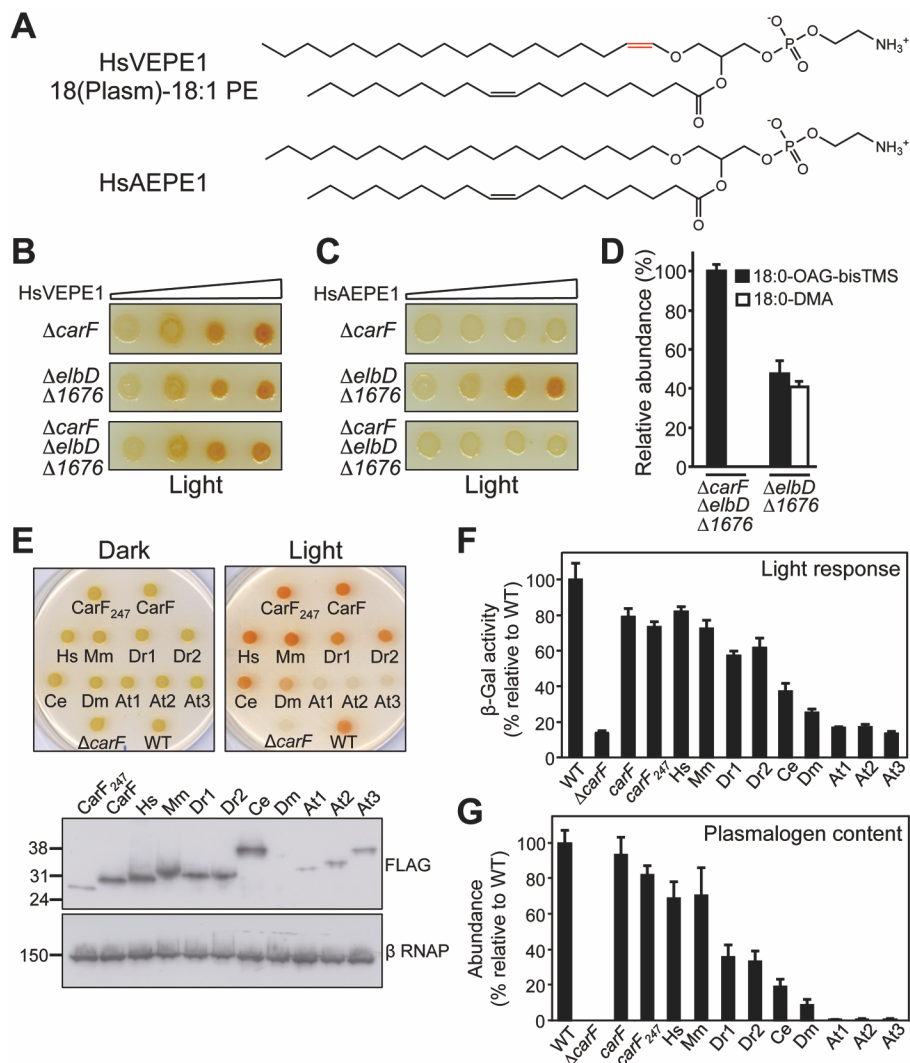 A
HsVEPE1
18(Plasm)-18:1 PE
O
O
O
O
P
-O
O
O
NH3+
HsAEPE1
O
O
O
O
P
-O
O
O
NH3+
B
HsVEPE1
ΔcarF
ΔelbD
Δ1676
ΔcarF
ΔelbD
Δ1676
Light
C
HsAEPE1
ΔcarF
ΔelbD
Δ1676
ΔcarF
ΔelbD
Δ1676
Light
D
Relative abundance (%)
100
80
60
40
20
0
18:0-OAG-bisTMS
18:0-DMA
ΔcarF
ΔelbD
Δ1676
ΔelbD
Δ1676
E
Dark
Light
CarF247 CarF
Hs Mm Dr1 Dr2
Ce Dm At1 At2 At3
ΔcarF WT
CarF247 CarF
Hs Mm Dr1 Dr2
Ce Dm At1 At2 At3
ΔcarF WT
CarF247 CarF Hs Mm Dr1 Dr2 Ce Dm At1 At2 At3
38
31
24
FLAG
150
β RNAP
F
Light response
β-Gal activity
(% relative to WT)
100
80
60
40
20
0
WT ΔcarF carF carF247 Hs Mm Dr1 Dr2 Ce Dm At1 At2 At3
G
Plasmalogen content
Abundance
(% relative to WT)
100
80
60
40
20
0
WT ΔcarF carF carF247 Hs Mm Dr1 Dr2 Ce Dm At1 At2 At3